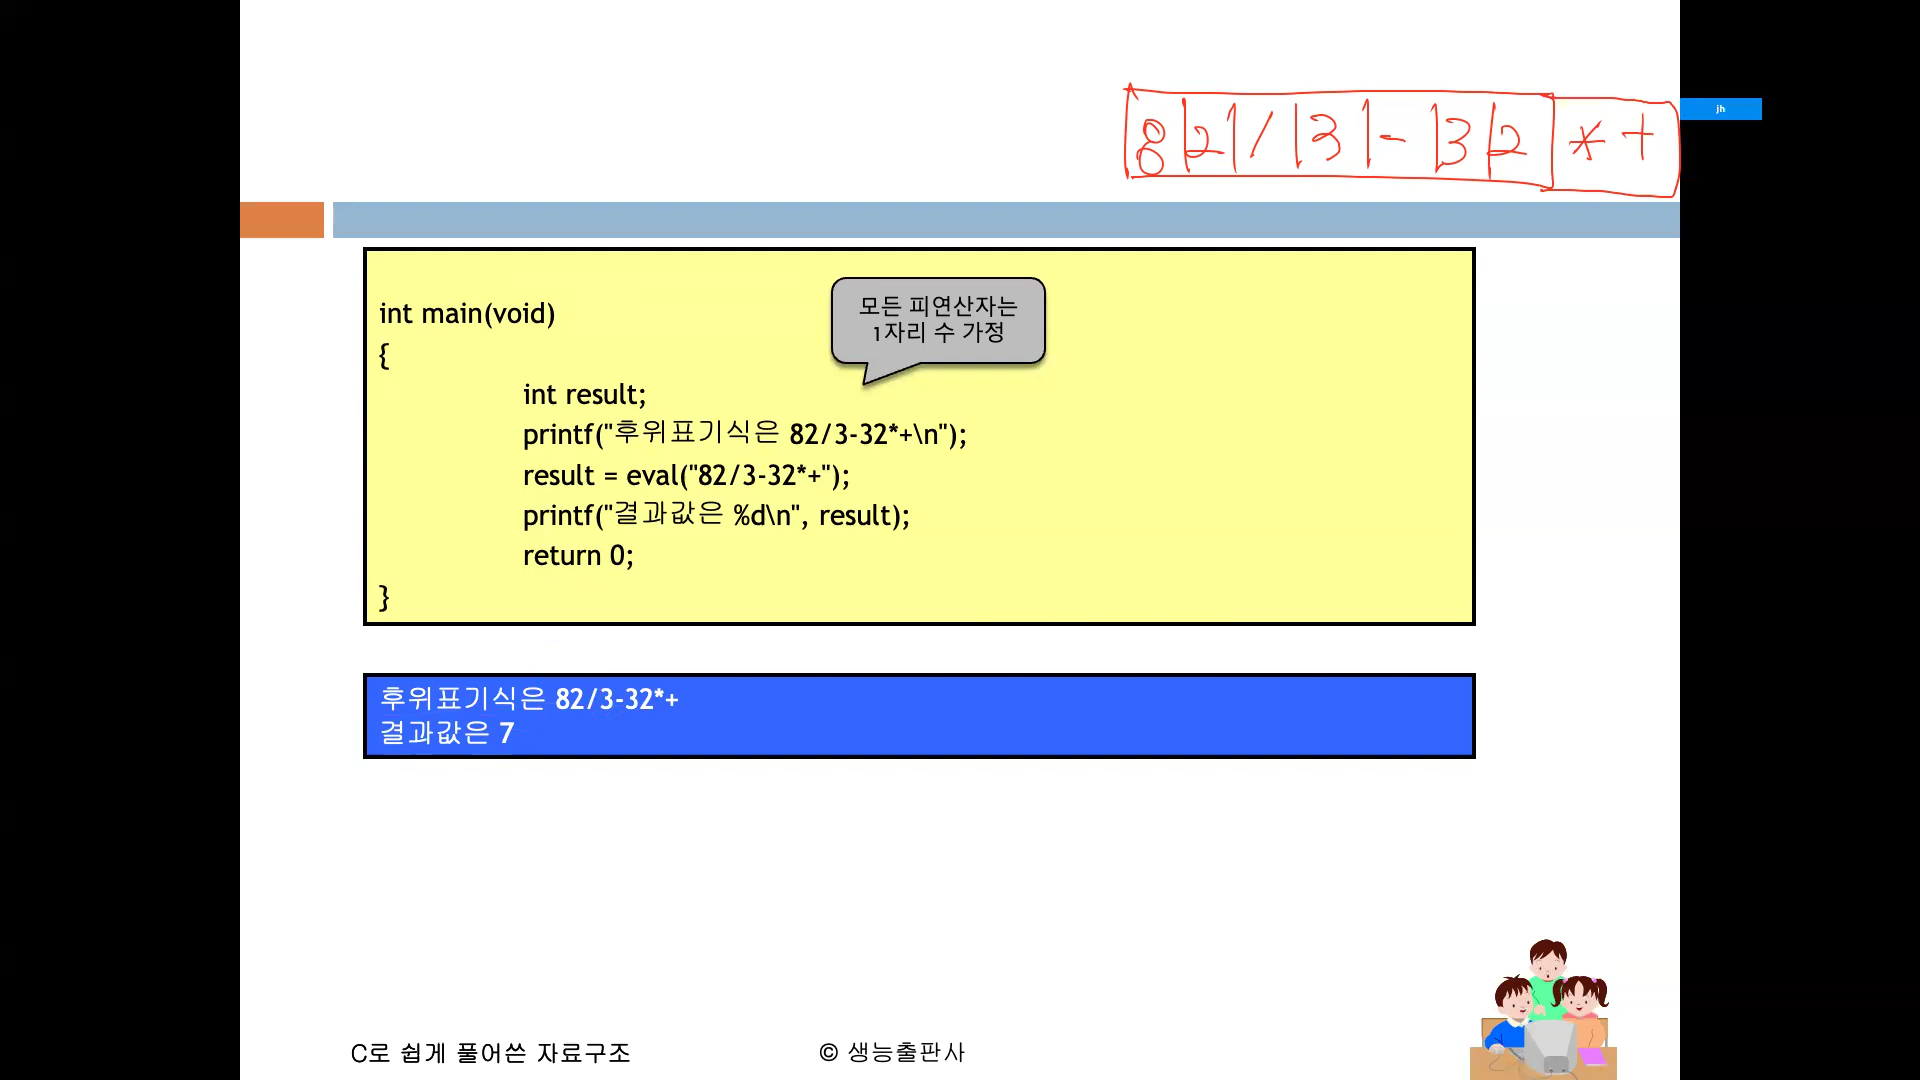 8 2 / 3 - 3 2 * +
jh
int main(void)
{
모든 피연산자는
1자리 수 가정
int result;
printf("후위표기식은 82/3-32*+\n");
result = eval("82/3-32*+");
printf("결과값은 %d\n", result);
return 0;
}
후위표기식은 82/3-32*+
결과값은 7
C로 쉽게 풀어쓴 자료구조
© 생능출판사